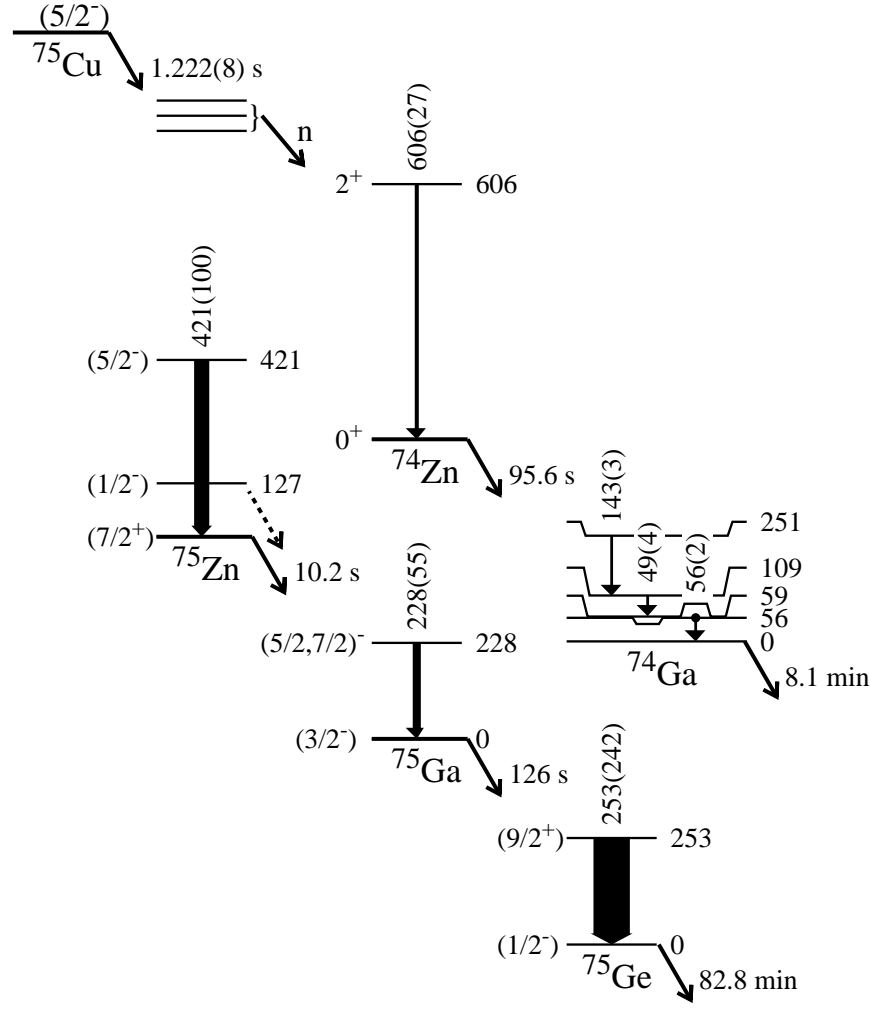 (5/2⁻)
⁷⁵Cu
1.222(8) s
}
n
606(27)
2⁺
606
421(100)
(5/2⁻)
421
0⁺
⁷⁴Zn
95.6 s
(1/2⁻)
127
(7/2⁺)
⁷⁵Zn
10.2 s
143(3)
49(4)
56(2)
251
109
59
56
0
⁷⁴Ga
8.1 min
228(55)
(5/2,7/2)⁻
228
(3/2⁻)
0
⁷⁵Ga
126 s
253(242)
(9/2⁺)
253
(1/2⁻)
0
⁷⁵Ge
82.8 min